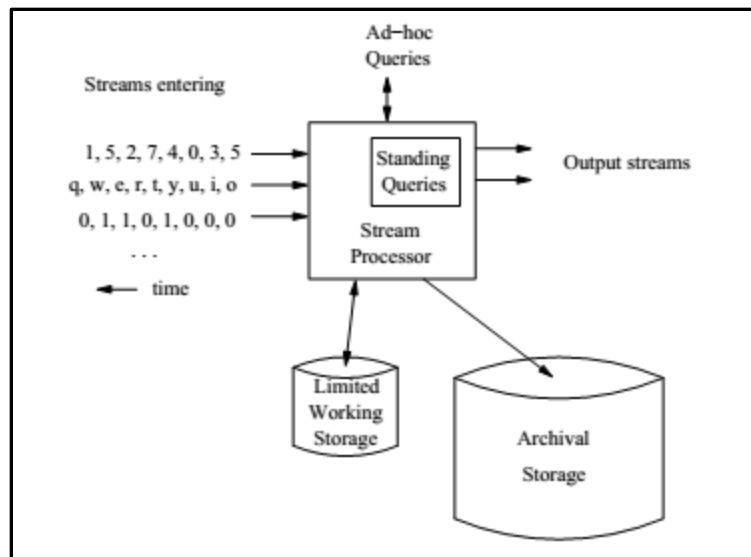 Ad-hoc
Queries
Streams entering
1, 5, 2, 7, 4, 0, 3, 5
q, w, e, r, t, y, u, i, o
0, 1, 1, 0, 1, 0, 0, 0
. . .
time
Standing
Queries
Stream
Processor
Output streams
Limited
Working
Storage
Archival
Storage